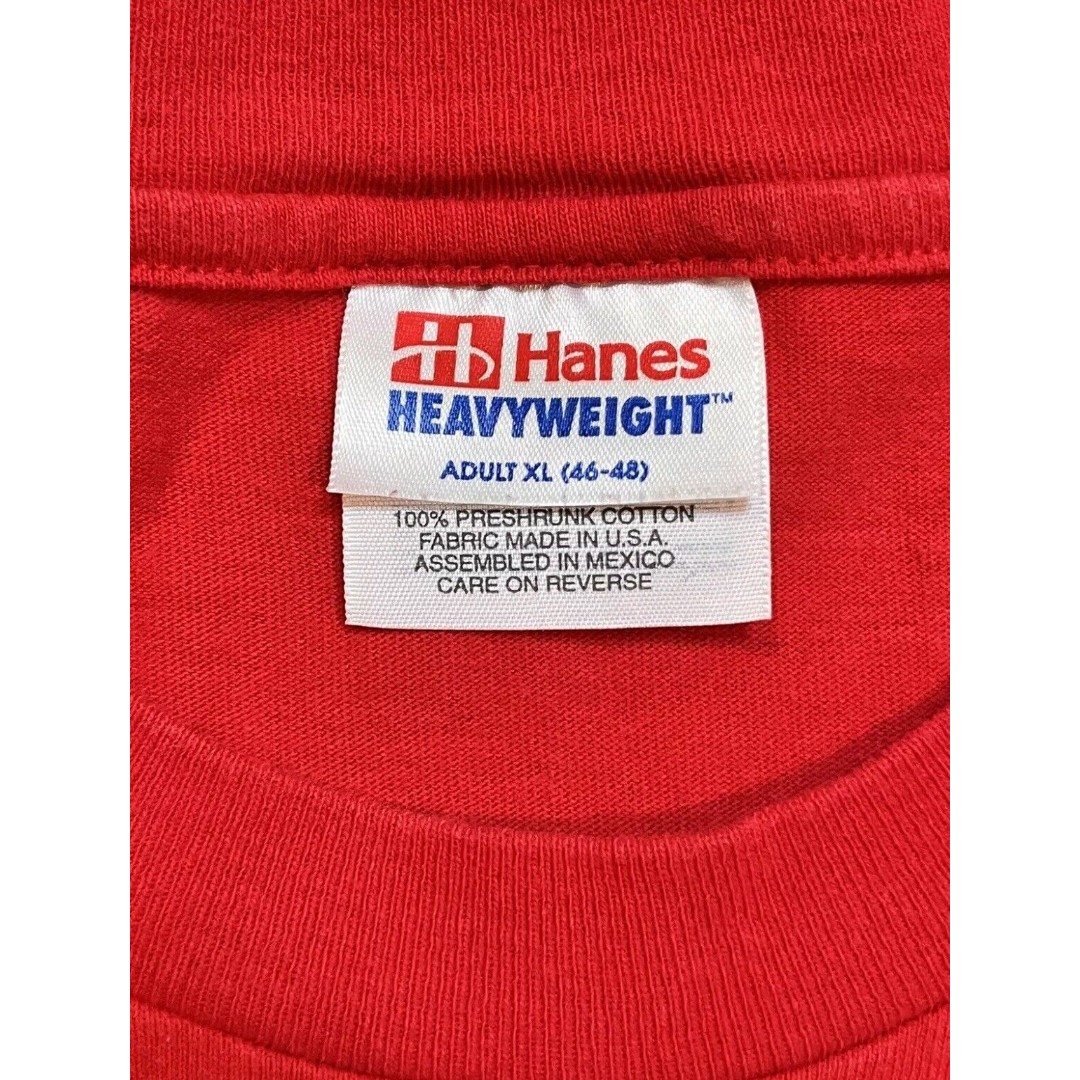 H Hanes
HEAVYWEIGHT™
ADULT XL (46-48)
100% PRESHRUNK COTTON
FABRIC MADE IN U.S.A.
ASSEMBLED IN MEXICO
CARE ON REVERSE